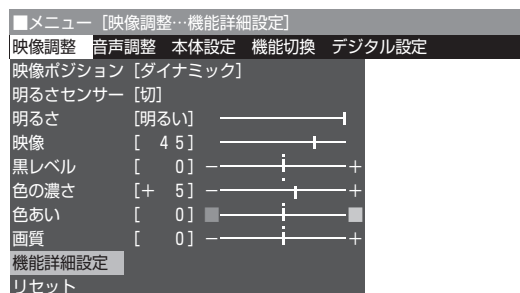 ■メニュー [映像調整…機能詳細設定]
映像調整 音声調整 本体設定 機能切換 デジタル設定
映像ポジション [ダイナミック]
明るさセンサー [切]
明るさ [明るい]
映像 [ 45]
黒レベル [ 0] − +
色の濃さ [+ 5] − +
色あい [ 0]
画質 [ 0] − +
機能詳細設定
リセット